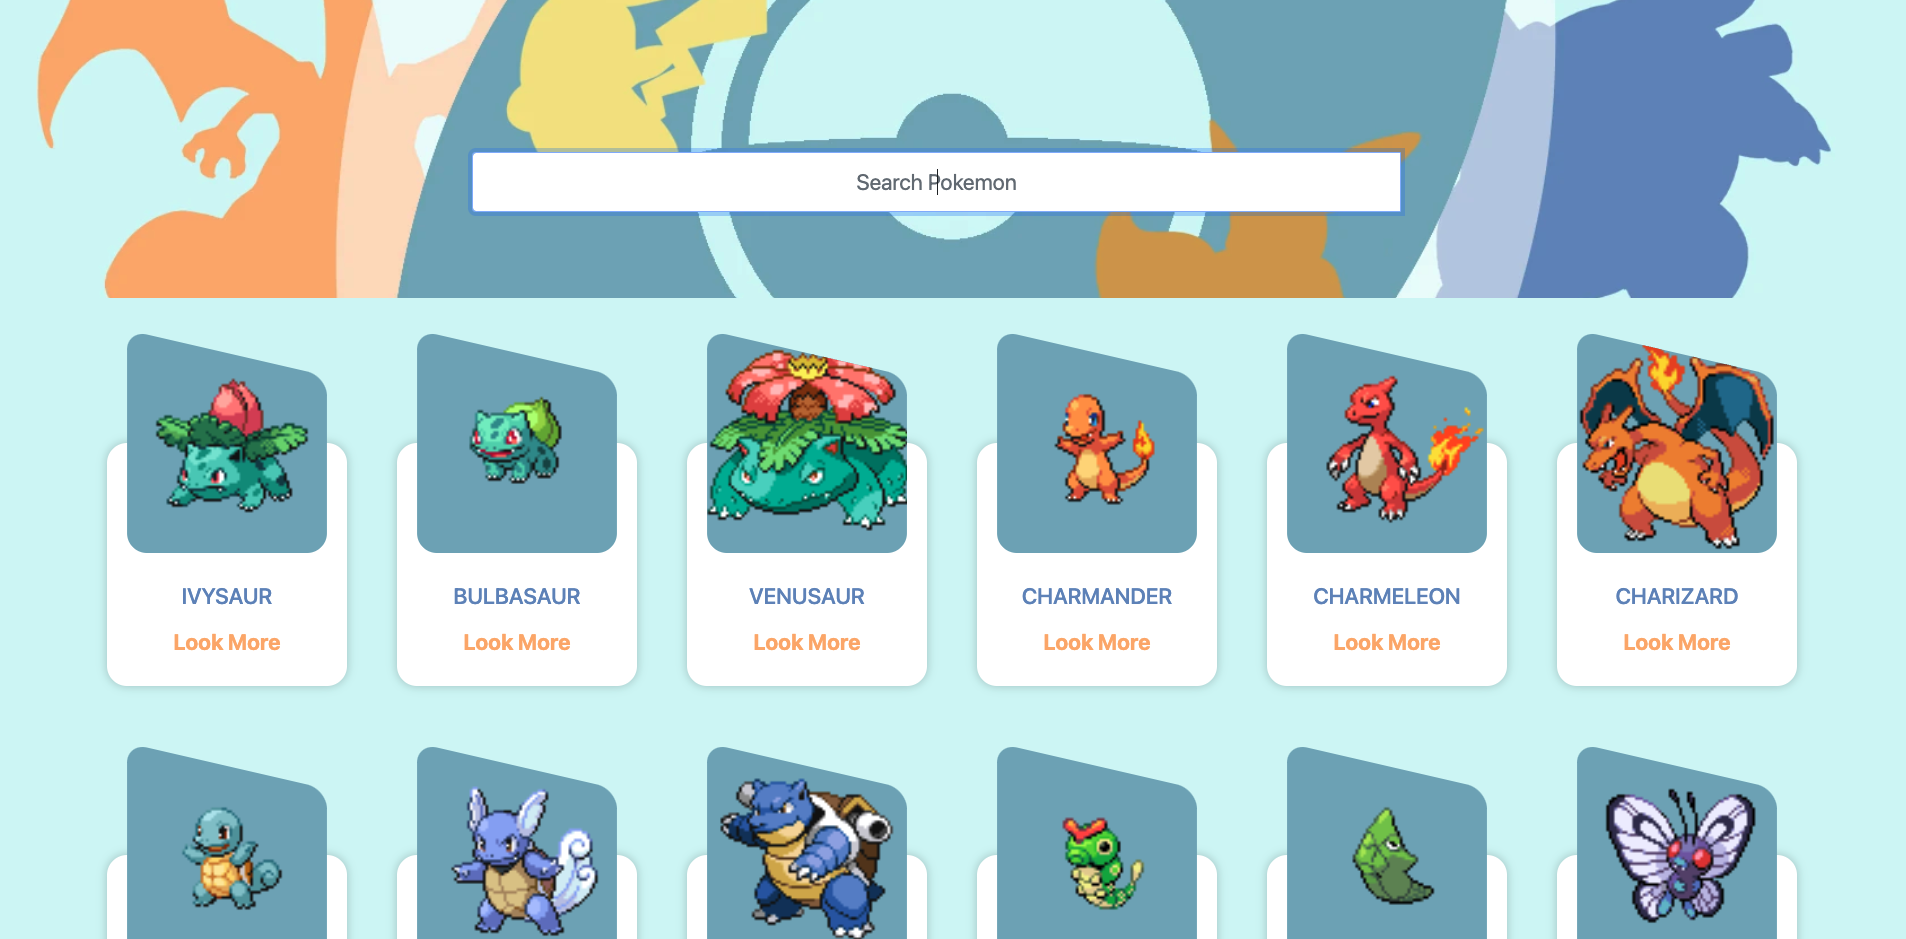 Search Pokemon
IVYSAUR
BULBASAUR
VENUSAUR
CHARMANDER
CHARMELEON
CHARIZARD
Look More
Look More
Look More
Look More
Look More
Look More